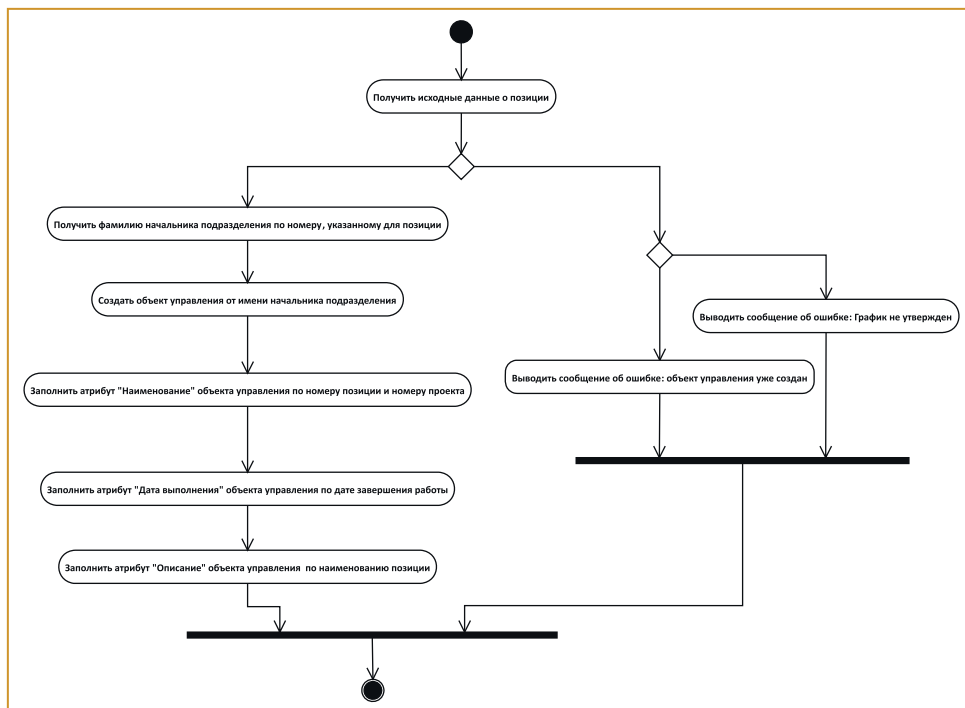 Получить исходные данные о позиции
Получить фамилию начальника подразделения по номеру, указанному для позиции
Создать объект управления от имени начальника подразделения
Выводить сообщение об ошибке: График не утвержден
Выводить сообщение об ошибке: объект управления уже создан
Заполнить атрибут "Наименование" объекта управления по номеру позиции и номеру проекта
Заполнить атрибут "Дата выполнения" объекта управления по дате завершения работы
Заполнить атрибут "Описание" объекта управления по наименованию позиции